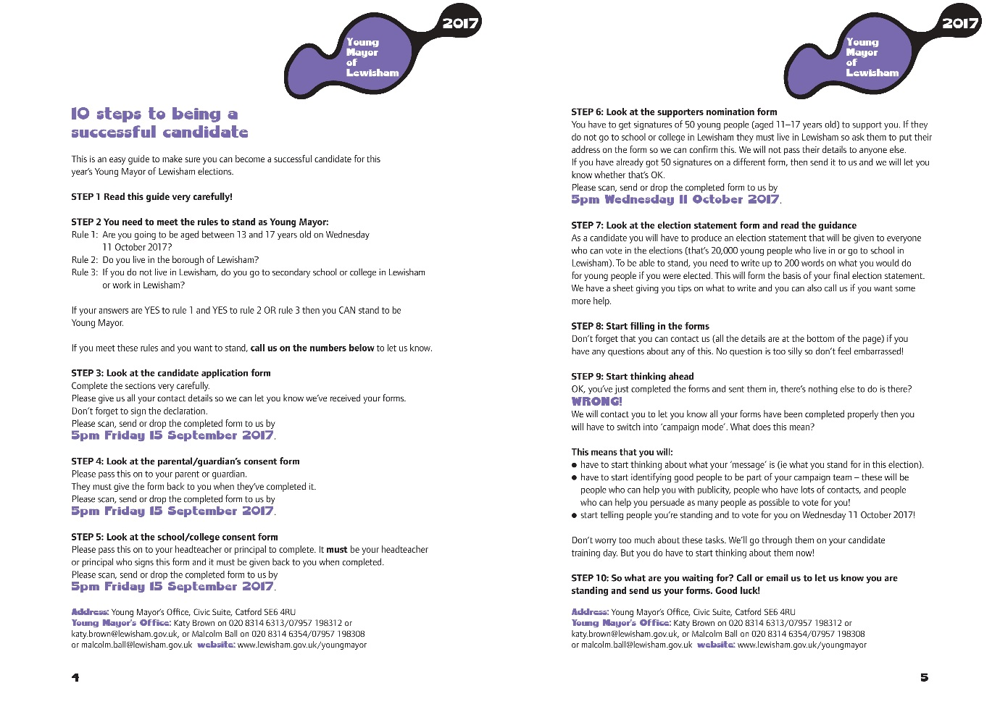 2017
Young
Mayor
of
Lewisham
10 steps to being a
successful candidate
This is an easy guide to make sure you can become a successful candidate for this
year's Young Mayor of Lewisham elections.
STEP 1 Read this guide very carefully!
STEP 2 You need to meet the rules to stand as Young Mayor:
Rule 1: Are you going to be aged between 13 and 17 years old on Wednesday
11 October 2017?
Rule 2: Do you live in the borough of Lewisham?
Rule 3: If you do not live in Lewisham, do you go to secondary school or college in Lewisham
or work in Lewisham?
If your answers are YES to rule 1 and YES to rule 2 OR rule 3 then you CAN stand to be
Young Mayor.
If you meet these rules and you want to stand, call us on the numbers below to let us know.
STEP 3: Look at the candidate application form
Complete the sections very carefully.
Please give us all your contact details so we can let you know we've received your forms.
Don't forget to sign the declaration.
Please scan, send or drop the completed form to us by
5pm Friday 15 September 2017.
STEP 4: Look at the parental/guardian's consent form
Please pass this on to your parent or guardian.
They must give the form back to you when they've completed it.
Please scan, send or drop the completed form to us by
5pm Friday 15 September 2017.
STEP 5: Look at the school/college consent form
Please pass this on to your headteacher or principal to complete. It must be your headteacher
or principal who signs this form and it must be given back to you when completed.
Please scan, send or drop the completed form to us by
5pm Friday 15 September 2017.
Address: Young Mayor's Office, Civic Suite, Catford SE6 4RU
Young Mayor's Office: Katy Brown on 020 8314 6313/07957 198312 or
katy.brown@lewisham.gov.uk, or Malcolm Ball on 020 8314 6354/07957 198308
or malcolm.ball@lewisham.gov.uk website: www.lewisham.gov.uk/youngmayor
4
2017
Young
Mayor
of
Lewisham
STEP 6: Look at the supporters nomination form
You have to get signatures of 50 young people (aged 11–17 years old) to support you. If they
do not go to school or college in Lewisham they must live in Lewisham so ask them to put their
address on the form so we can confirm this. We will not pass their details to anyone else.
If you have already got 50 signatures on a different form, then send it to us and we will let you
know whether that's OK.
Please scan, send or drop the completed form to us by
5pm Wednesday 11 October 2017.
STEP 7: Look at the election statement form and read the guidance
As a candidate you will have to produce an election statement that will be given to everyone
who can vote in the elections (that's 20,000 young people who live in or go to school in
Lewisham). To be able to stand, you need to write up to 200 words on what you would do
for young people if you were elected. This will form the basis of your final election statement.
We have a sheet giving you tips on what to write and you can also call us if you want some
more help.
STEP 8: Start filling in the forms
Don't forget that you can contact us (all the details are at the bottom of the page) if you
have any questions about any of this. No question is too silly so don't feel embarrassed!
STEP 9: Start thinking ahead
OK, you've just completed the forms and sent them in, there's nothing else to do is there?
WRONG!
We will contact you to let you know all your forms have been completed properly then you
will have to switch into 'campaign mode'. What does this mean?
This means that you will:
● have to start thinking about what your 'message' is (ie what you stand for in this election).
● have to start identifying good people to be part of your campaign team – these will be
people who can help you with publicity, people who have lots of contacts, and people
who can help you persuade as many people as possible to vote for you!
● start telling people you're standing and to vote for you on Wednesday 11 October 2017!
Don't worry too much about these tasks. We'll go through them on your candidate
training day. But you do have to start thinking about them now!
STEP 10: So what are you waiting for? Call or email us to let us know you are
standing and send us your forms. Good luck!
Address: Young Mayor's Office, Civic Suite, Catford SE6 4RU
Young Mayor's Office: Katy Brown on 020 8314 6313/07957 198312 or
katy.brown@lewisham.gov.uk, or Malcolm Ball on 020 8314 6354/07957 198308
or malcolm.ball@lewisham.gov.uk website: www.lewisham.gov.uk/youngmayor
5